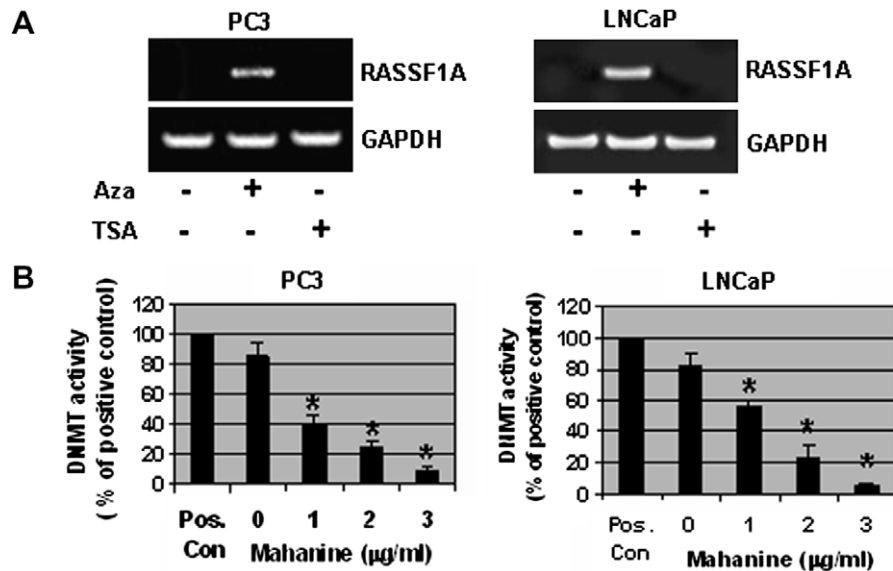 A
PC3
LNCaP
RASSF1A
RASSF1A
GAPDH
GAPDH
Aza - + -
- + -
TSA - - +
- - +
B
PC3
DNMT activity
(% of positive control)
120
100
80
60
40
20
0
* * *
Pos. Con 0 1 2 3
Mahanine (µg/ml)
LNCaP
DNMT activity
(% of positive control)
120
100
80
60
40
20
0
* * *
Pos. Con 0 1 2 3
Mahanine (µg/ml)